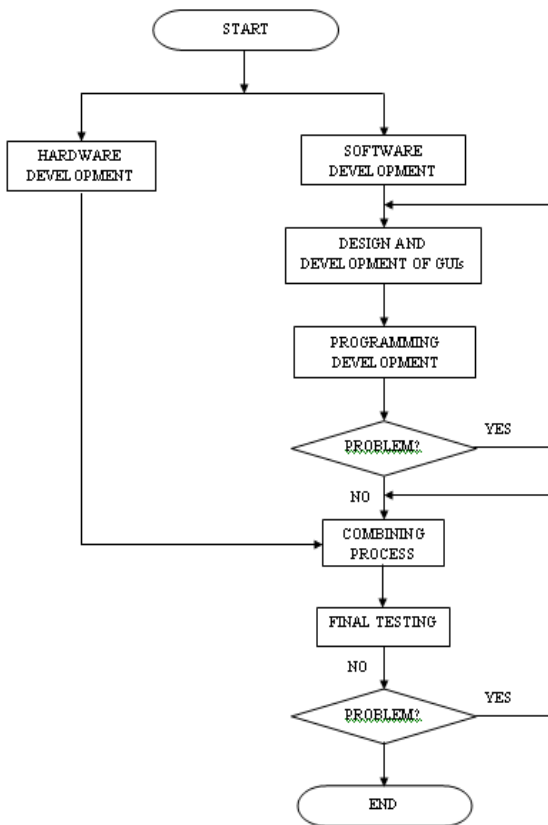 START
HARDWARE
DEVELOPMENT
SOFTWARE
DEVELOPMENT
DESIGN AND
DEVELOPMENT OF GUIs
PROGRAMMING
DEVELOPMENT
PROBLEM?
YES
NO
COMBINING
PROCESS
FINAL TESTING
NO
PROBLEM?
YES
END